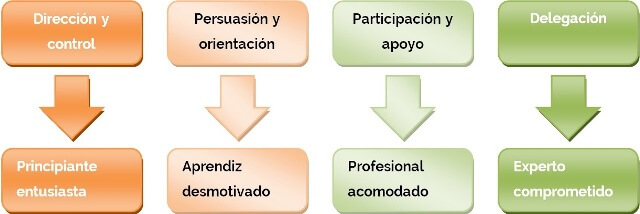 Dirección y
control
Persuasión y
orientación
Participación y
apoyo
Delegación
Principiante
entusiasta
Aprendiz
desmotivado
Profesional
acomodado
Experto
comprometido